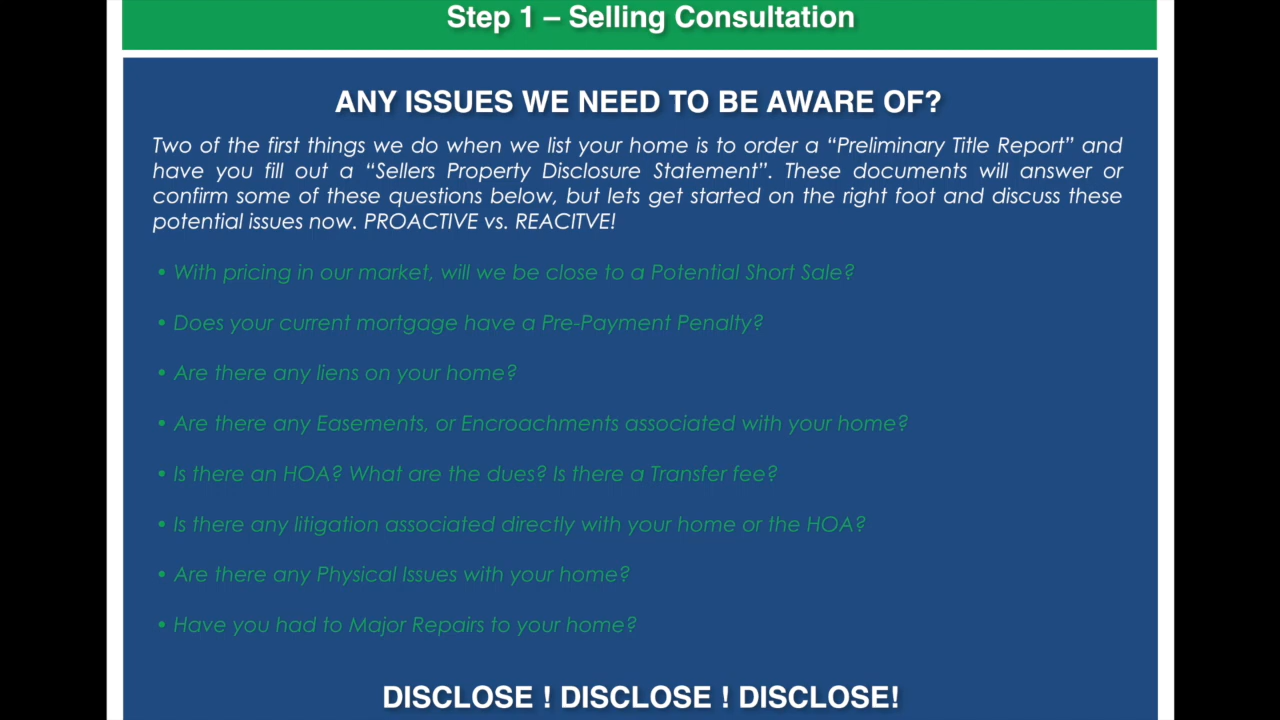 Step 1 – Selling Consultation
ANY ISSUES WE NEED TO BE AWARE OF?
Two of the first things we do when we list your home is to order a “Preliminary Title Report” and
have you fill out a “Sellers Property Disclosure Statement”. These documents will answer or
confirm some of these questions below, but lets get started on the right foot and discuss these
potential issues now. PROACTIVE vs. REACITVE!
• With pricing in our market, will we be close to a Potential Short Sale?
• Does your current mortgage have a Pre-Payment Penalty?
• Are there any liens on your home?
• Are there any Easements, or Encroachments associated with your home?
• Is there an HOA? What are the dues? Is there a Transfer fee?
• Is there any litigation associated directly with your home or the HOA?
• Are there any Physical Issues with your home?
• Have you had to Major Repairs to your home?
DISCLOSE ! DISCLOSE ! DISCLOSE!